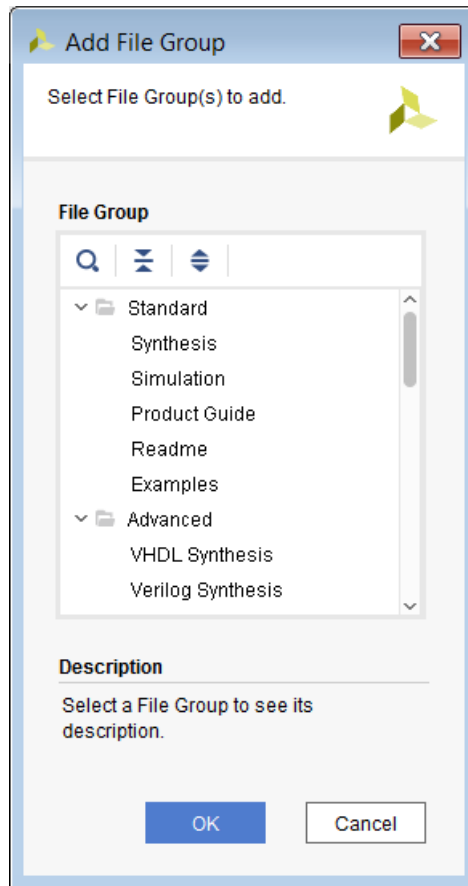 Add File Group
Select File Group(s) to add.
File Group
Standard
Synthesis
Simulation
Product Guide
Readme
Examples
Advanced
VHDL Synthesis
Verilog Synthesis
Description
Select a File Group to see its
description.
OK
Cancel